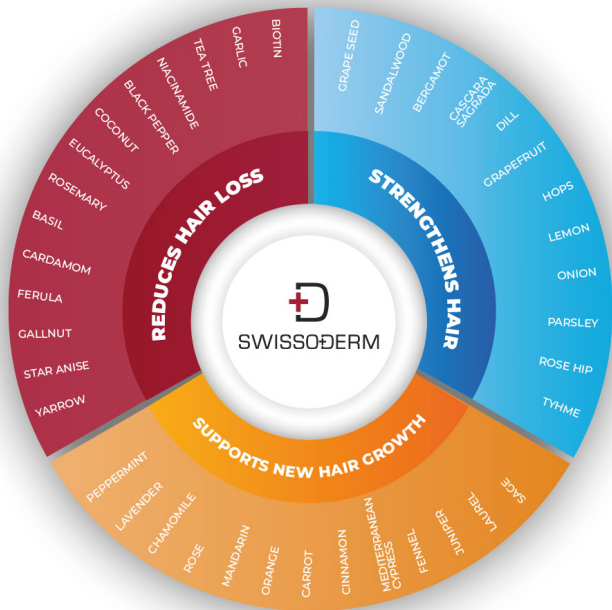 REDUCES HAIR LOSS
BIOTIN
GARLIC
TEA TREE
NIACINAMIDE
BLACK PEPPER
COCONUT
EUCALYPTUS
ROSEMARY
BASIL
CARDAMOM
FERULA
GALLNUT
STAR ANISE
YARROW
STRENGTHENS HAIR
GRAPE SEED
SANDALWOOD
BERGAMOT
CASCARA
SAGRADA
DILL
GRAPEFRUIT
HOPS
LEMON
ONION
PARSLEY
ROSE HIP
TYHME
SUPPORTS NEW HAIR GROWTH
PEPPERMINT
LAVENDER
CHAMOMILE
ROSE
MANDARIN
ORANGE
CARROT
CINNAMON
MEDITERRANEAN
CYPRESS
FENNEL
JUNIPER
LAUREL
SAGE
SWISSODERM